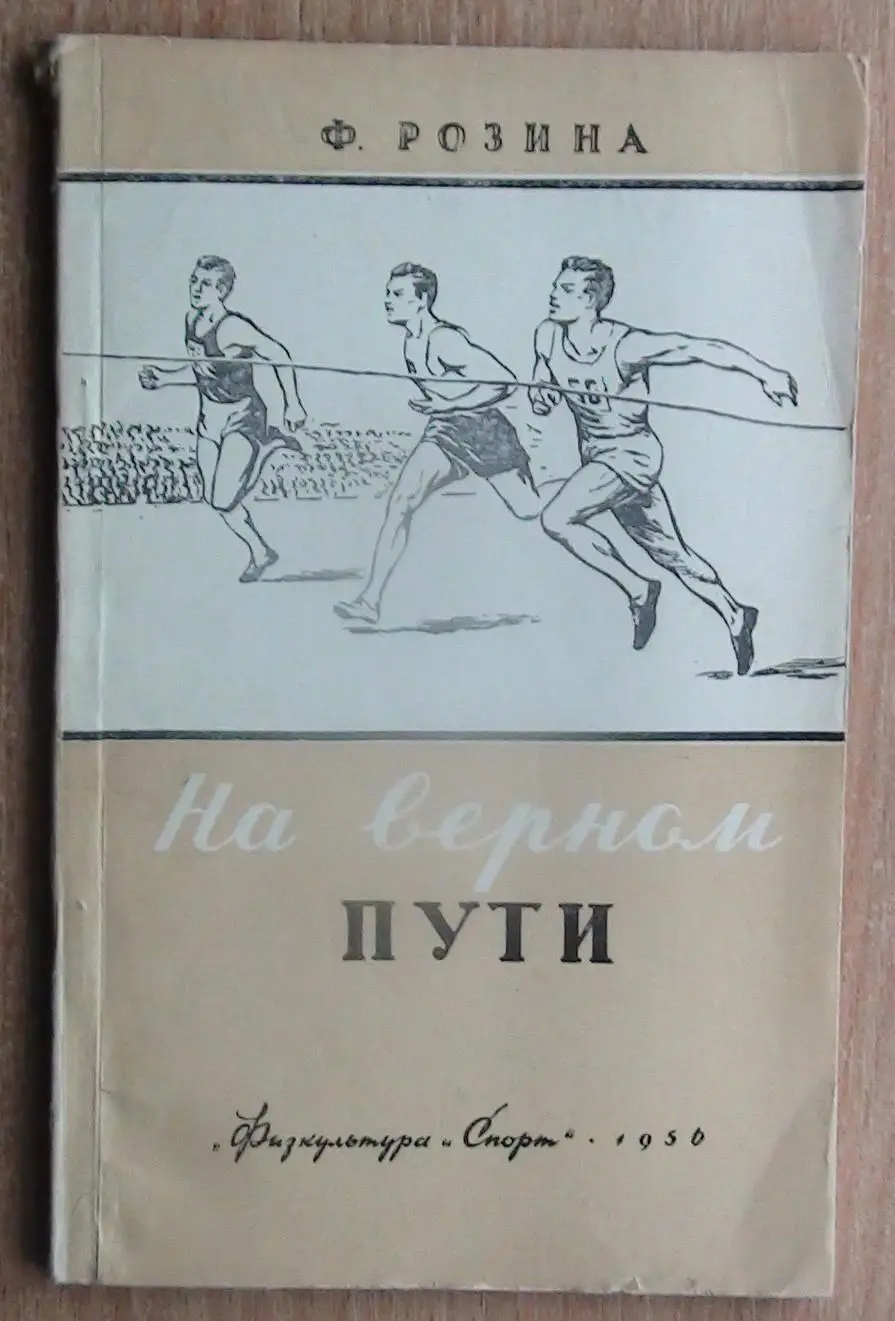 Ф. РОЗИНА
На верном
ПУТИ
„Физкультура и Спорт“ · 1956